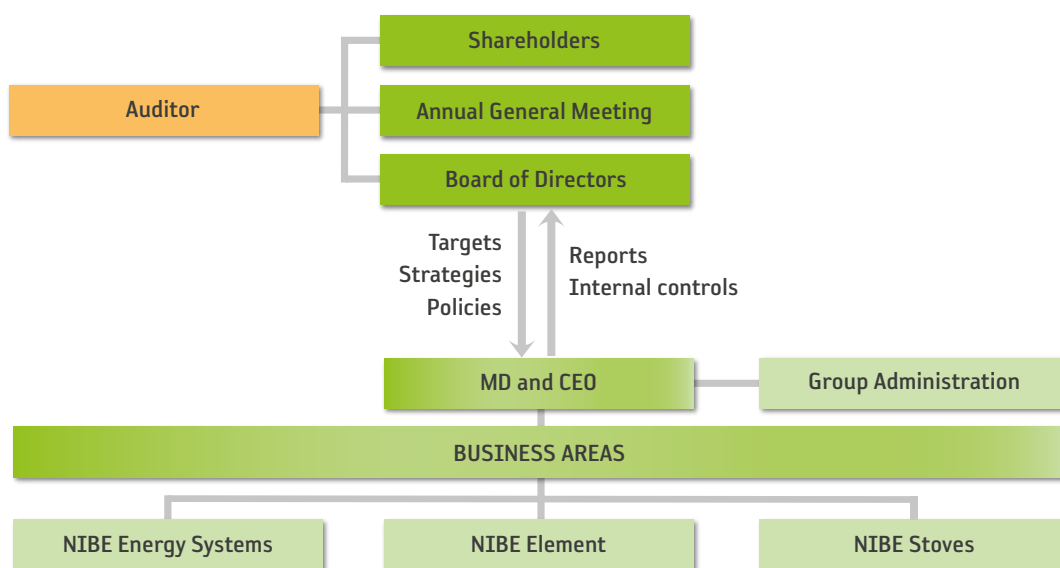 Shareholders
Auditor
Annual General Meeting
Board of Directors
Targets
Strategies
Policies
Reports
Internal controls
MD and CEO
Group Administration
BUSINESS AREAS
NIBE Energy Systems
NIBE Element
NIBE Stoves